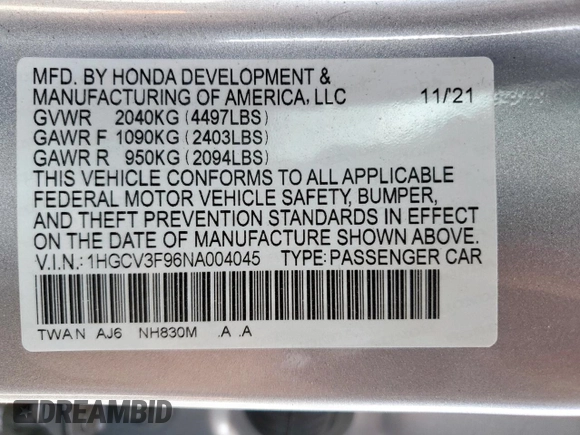 MFD. BY HONDA DEVELOPMENT &
MANUFACTURING OF AMERICA, LLC 11/21
GVWR 2040KG (4497LBS)
GAWR F 1090KG (2403LBS)
GAWR R 950KG (2094LBS)
THIS VEHICLE CONFORMS TO ALL APPLICABLE
FEDERAL MOTOR VEHICLE SAFETY, BUMPER,
AND THEFT PREVENTION STANDARDS IN EFFECT
ON THE DATE OF MANUFACTURE SHOWN ABOVE.
V.I.N.:1HGCV3F96NA004045 TYPE:PASSENGER CAR
TWA N AJ6 NH830M .A .A
DREAMBID